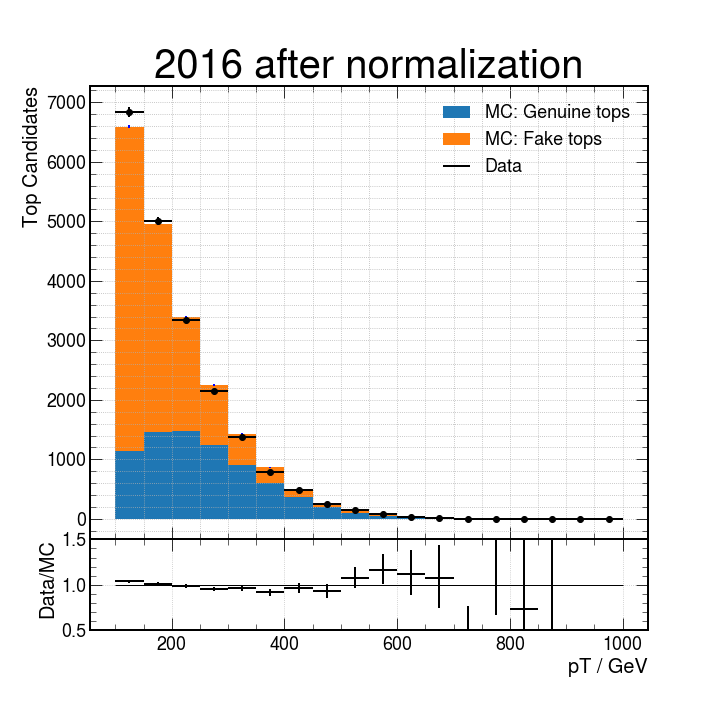 2016 after normalization
Top Candidates
7000
6000
5000
4000
3000
2000
1000
0
MC: Genuine tops
MC: Fake tops
Data
Data/MC
1.5
1.0
0.5
200
400
600
800
1000
pT / GeV